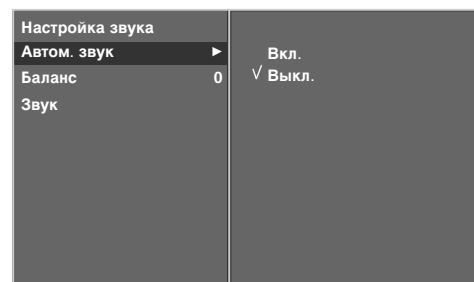 Настройка звука
Автом. звук ►
Баланс 0
Звук
Вкл.
√ Выкл.